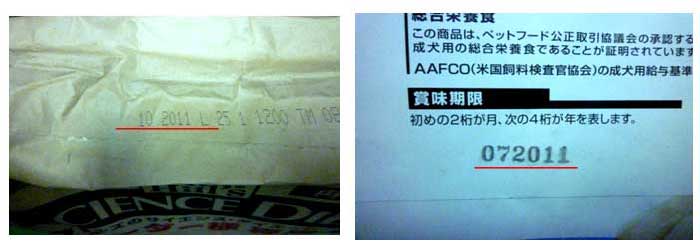 10 2011 L 25 1 1200 TM
SCIENCE DI
総合栄養食
この商品は、ペットフード公正取引協議会の承認する
成犬用の総合栄養食であることが証明されています
AAFCO(米国飼料検査官協会)の成犬用給与基準
賞味期限
初めの2桁が月、次の4桁が年を表します。
072011